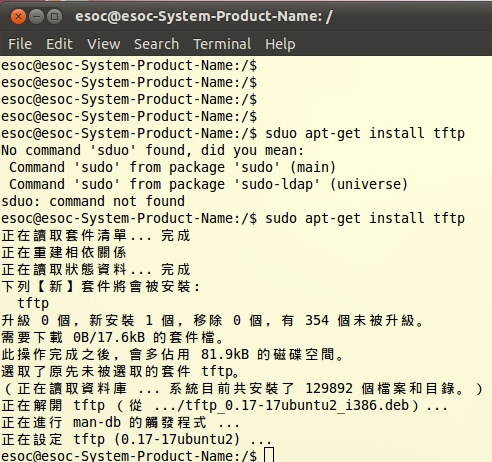 esoc@esoc-System-Product-Name: /
File Edit View Search Terminal Help
esoc@esoc-System-Product-Name:/$
esoc@esoc-System-Product-Name:/$
esoc@esoc-System-Product-Name:/$
esoc@esoc-System-Product-Name:/$
esoc@esoc-System-Product-Name:/$ sduo apt-get install tftp
No command 'sduo' found, did you mean:
 Command 'sudo' from package 'sudo' (main)
 Command 'sudo' from package 'sudo-ldap' (universe)
sduo: command not found
esoc@esoc-System-Product-Name:/$ sudo apt-get install tftp
正在讀取套件清單... 完成
正在重建相依關係
正在讀取狀態資料... 完成
下列【新】套件將會被安裝:
  tftp
升級 0 個，新安裝 1 個，移除 0 個，有 354 個未被升級。
需要下載 0B/17.6kB 的套件檔。
此操作完成之後，會多佔用 81.9kB 的磁碟空間。
選取了原先未被選取的套件 tftp。
（正在讀取資料庫 ... 系統目前共安裝了 129892 個檔案和目錄。）
正在解開 tftp（從 .../tftp_0.17-17ubuntu2_i386.deb）...
正在進行 man-db 的觸發程式 ...
正在設定 tftp (0.17-17ubuntu2) ...
esoc@esoc-System-Product-Name:/$